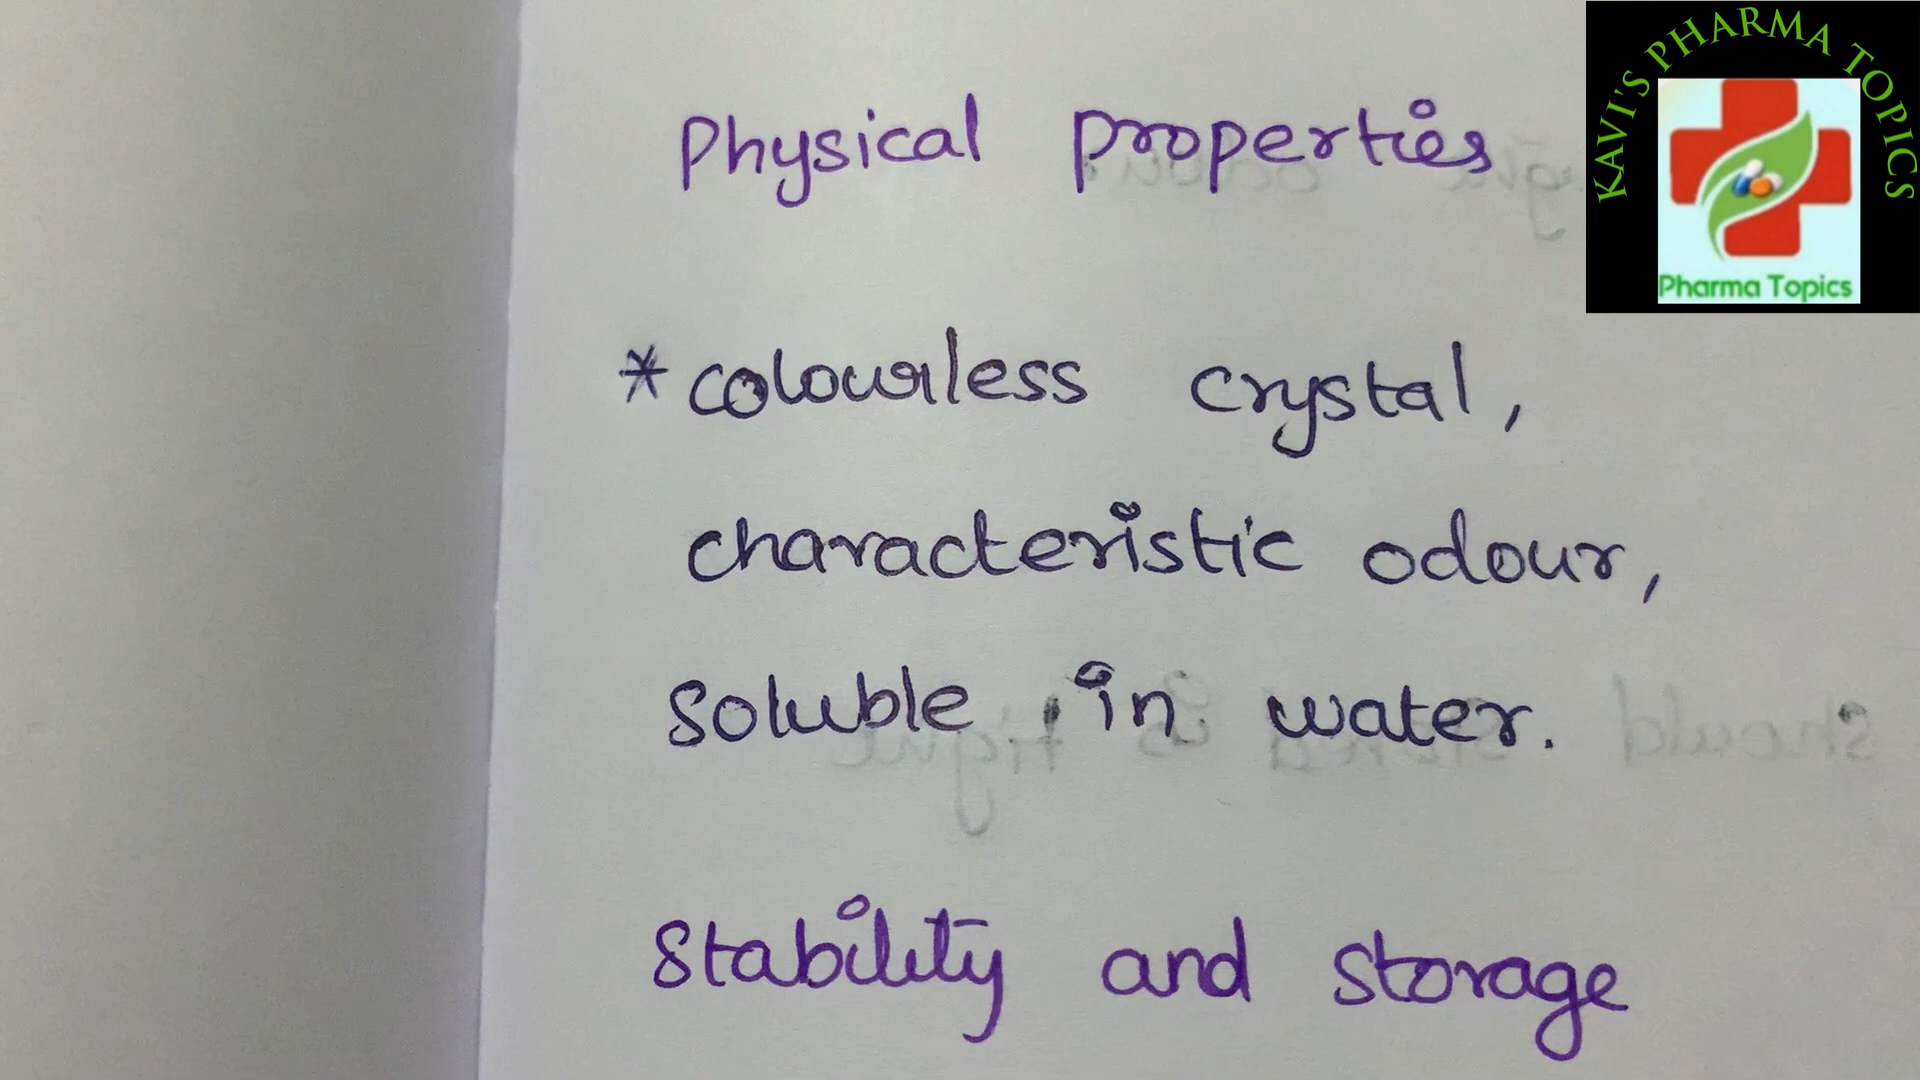 KAVI'S PHARMA TOPICS
Pharma Topics
Physical properties
* colourless crystal,
characteristic odour,
soluble in water.
Stability and storage